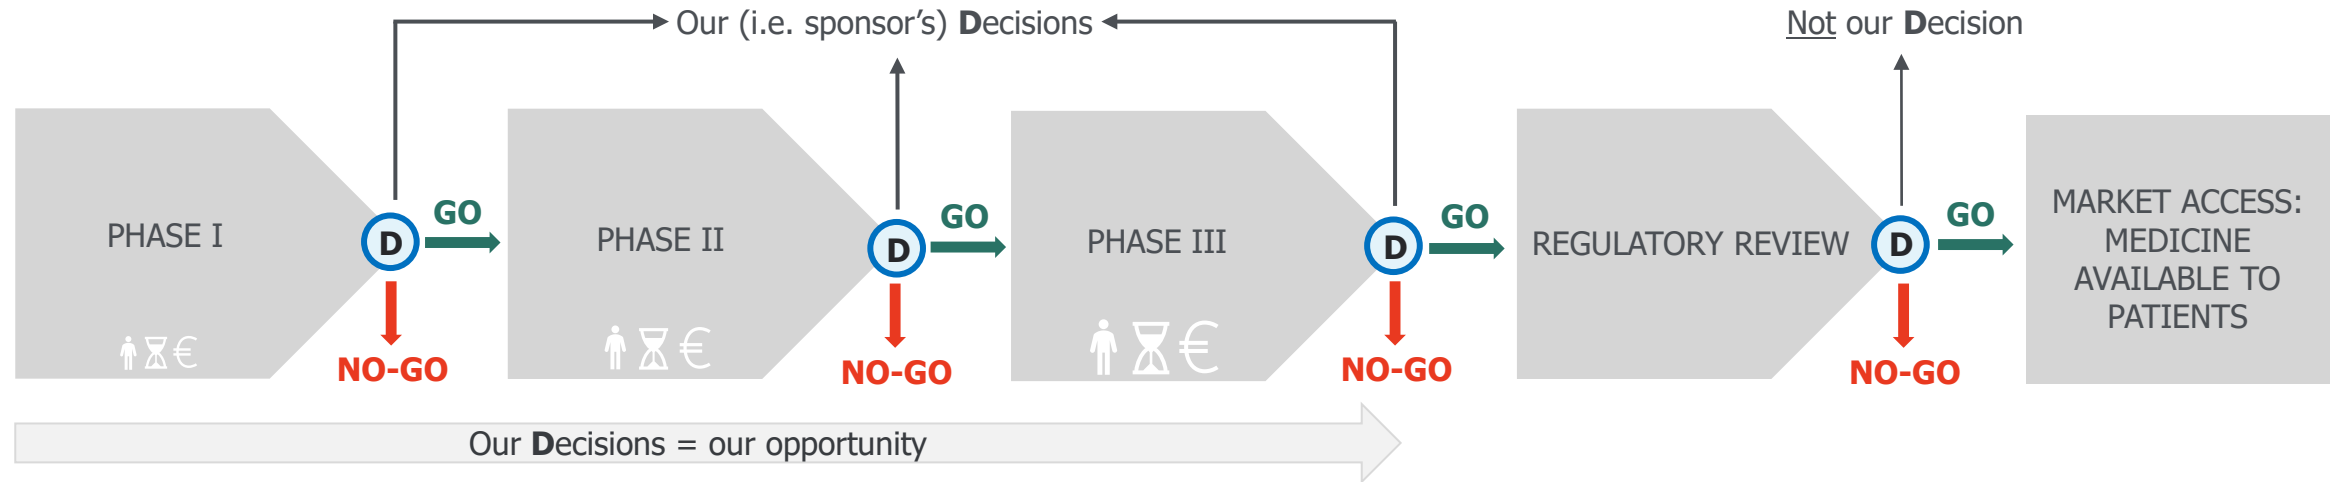 Our (i.e. sponsor's) Decisions
Not our Decision
PHASE I
D
GO
NO-GO
PHASE II
D
GO
NO-GO
PHASE III
D
GO
NO-GO
REGULATORY REVIEW
D
GO
NO-GO
MARKET ACCESS:
MEDICINE
AVAILABLE TO
PATIENTS
€
€
€
Our Decisions = our opportunity